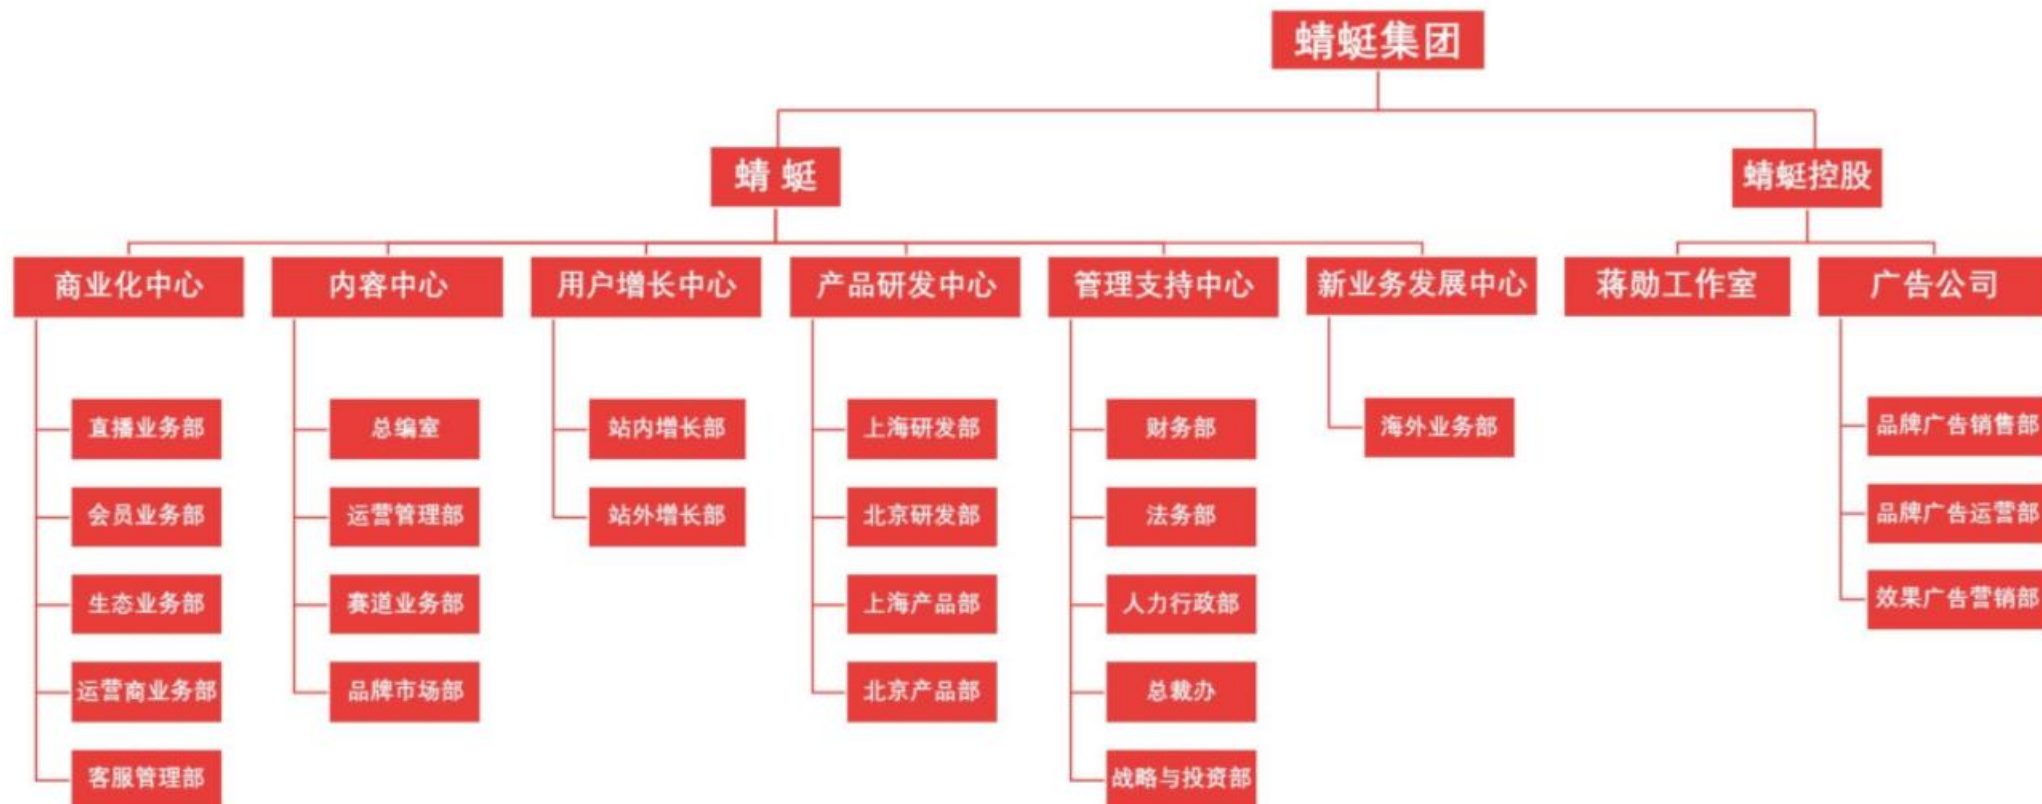 蜻蜓集团
蜻 蜓
蜻蜓控股
商业化中心
内容中心
用户增长中心
产品研发中心
管理支持中心
新业务发展中心
蒋勋工作室
广告公司
直播业务部
会员业务部
生态业务部
运营商业务部
客服管理部
总编室
运营管理部
赛道业务部
品牌市场部
站内增长部
站外增长部
上海研发部
北京研发部
上海产品部
北京产品部
财务部
法务部
人力行政部
总裁办
战略与投资部
海外业务部
品牌广告销售部
品牌广告运营部
效果广告营销部